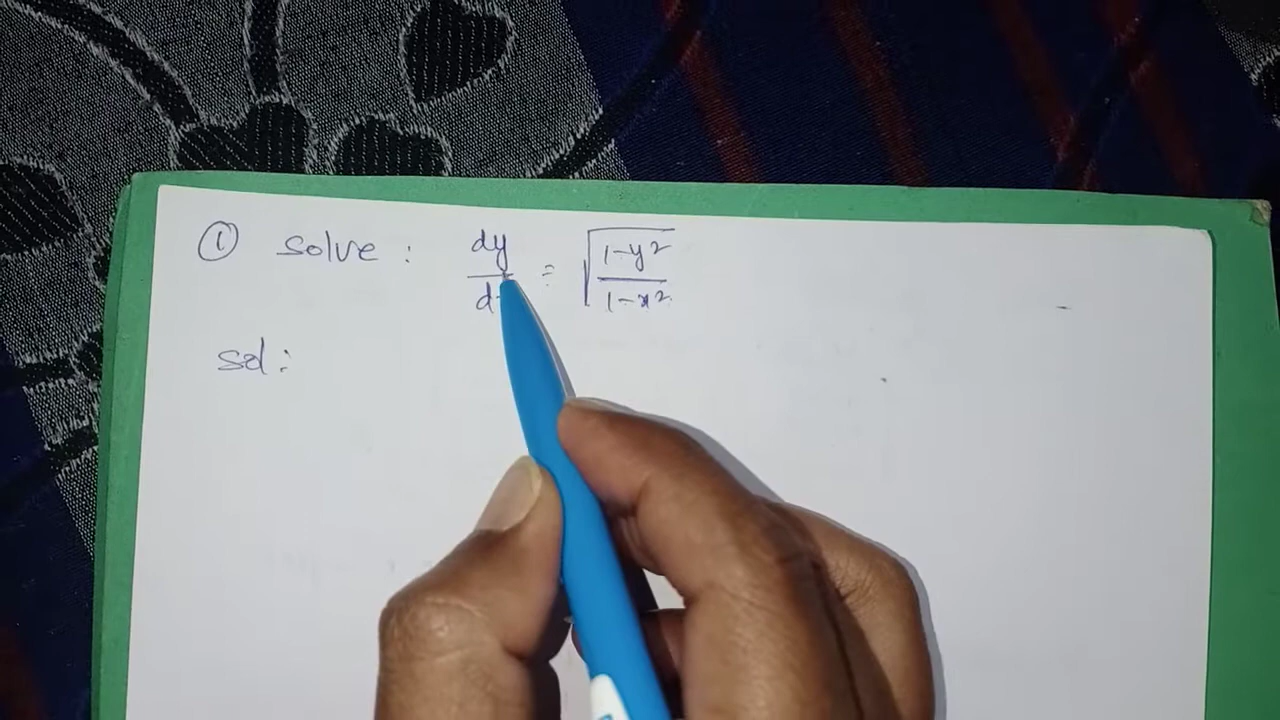 ① solve : dy/d = √(1-y²/1-x²)
sol :